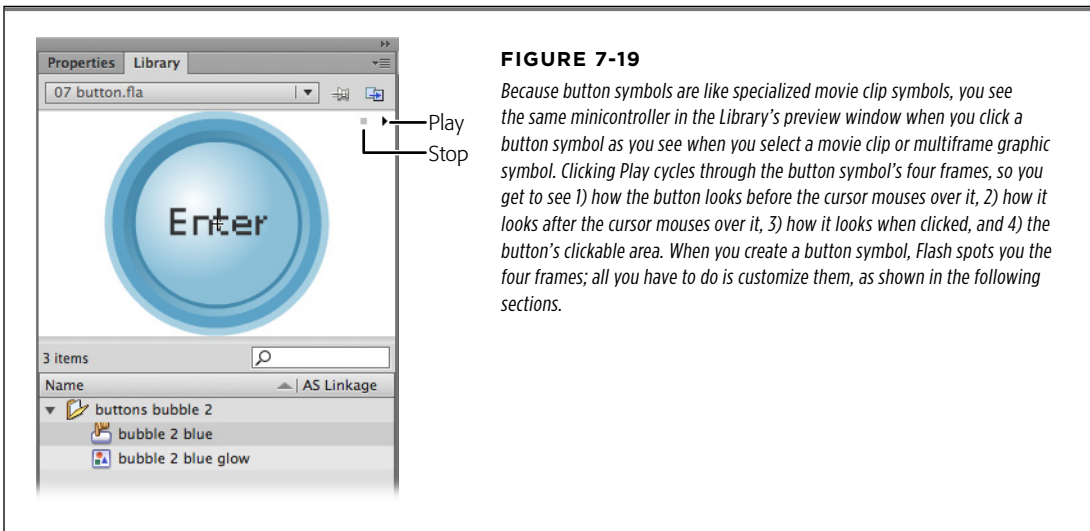 Properties Library
07 button.fla
Play
Stop
Enter
3 items
Name AS Linkage
buttons bubble 2
bubble 2 blue
bubble 2 blue glow
FIGURE 7-19
Because button symbols are like specialized movie clip symbols, you see
the same minicontroller in the Library's preview window when you click a
button symbol as you see when you select a movie clip or multiframe graphic
symbol. Clicking Play cycles through the button symbol's four frames, so you
get to see 1) how the button looks before the cursor mouses over it, 2) how it
looks after the cursor mouses over it, 3) how it looks when clicked, and 4) the
button's clickable area. When you create a button symbol, Flash spots you the
four frames; all you have to do is customize them, as shown in the following
sections.